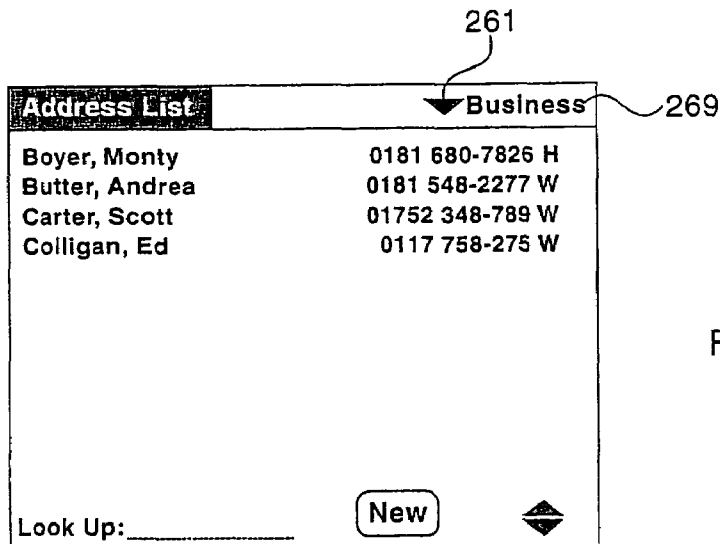 261
Address List Business 269
Boyer, Monty 0181 680-7826 H
Butter, Andrea 0181 548-2277 W
Carter, Scott 01752 348-789 W
Colligan, Ed 0117 758-275 W
F
Look Up: New